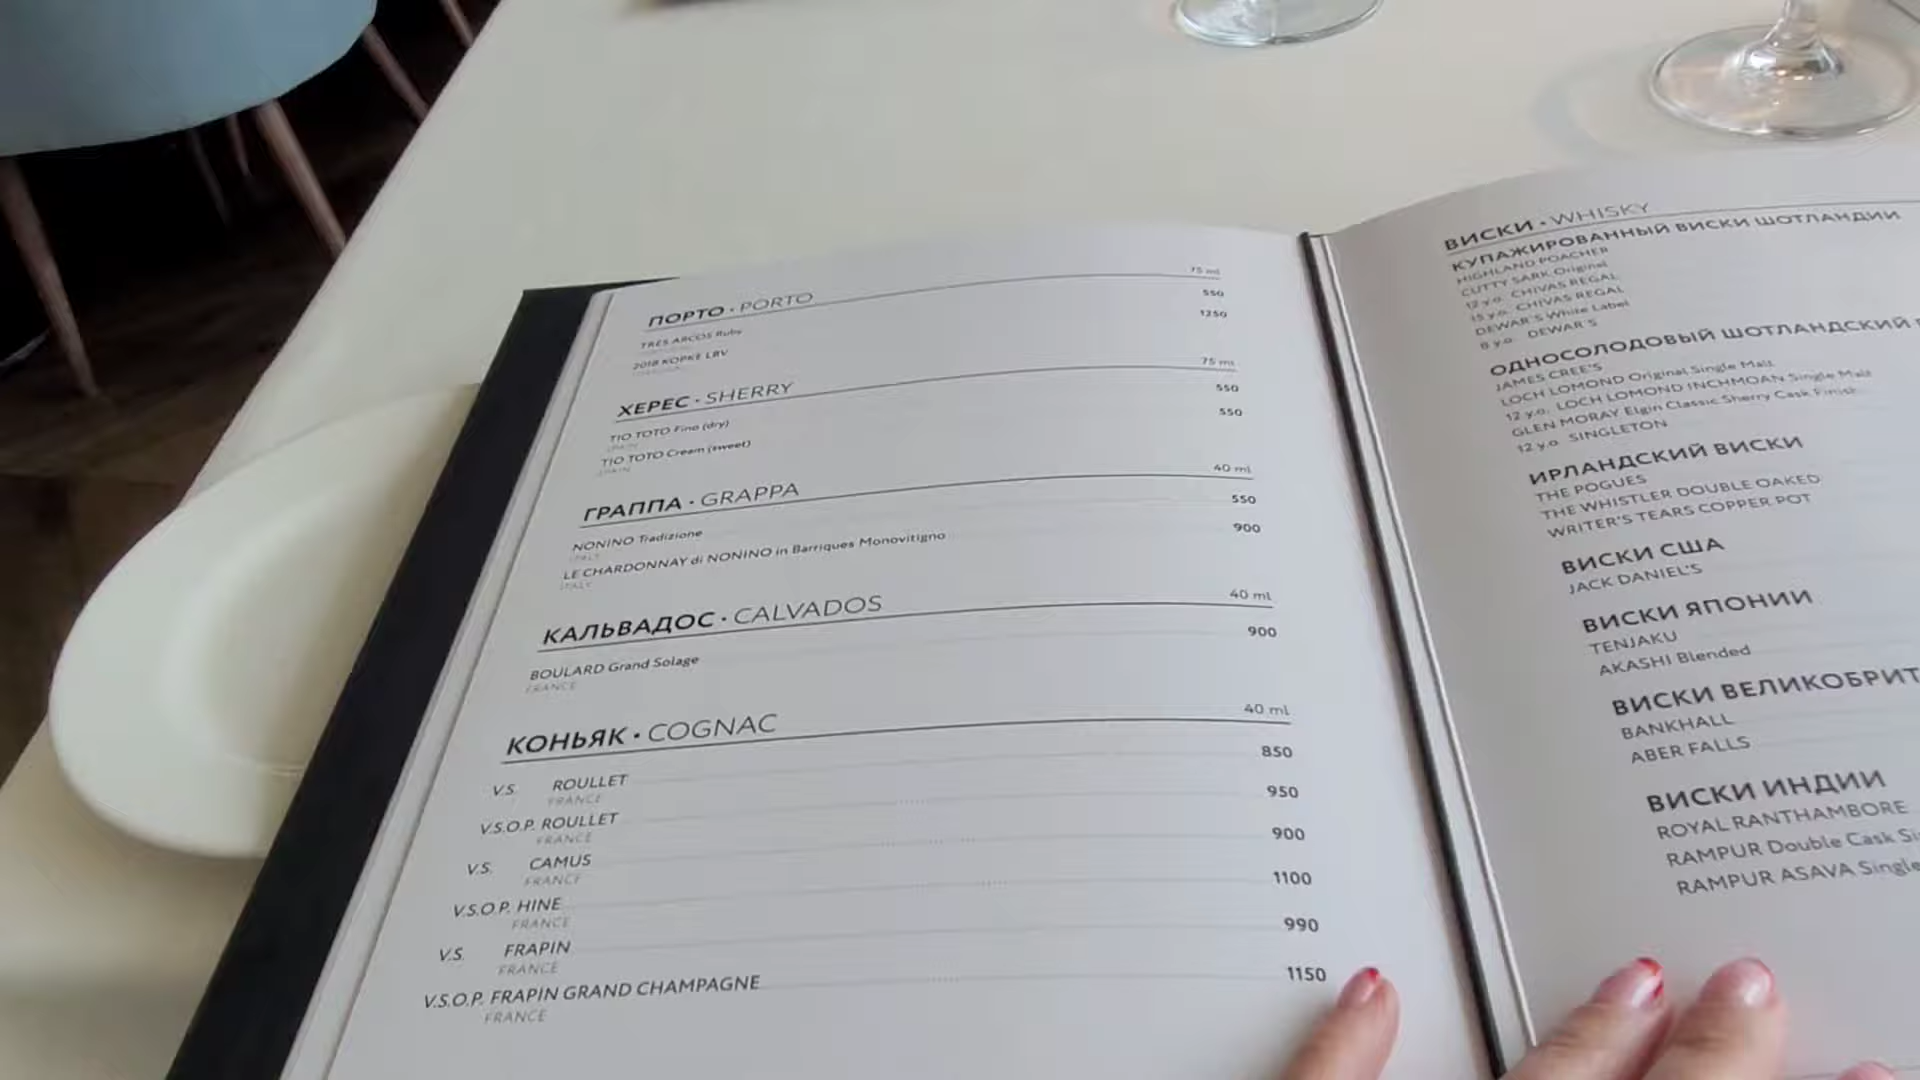 ПОРТО · PORTO 75 ml
TRES ARCOS Ruby 550
2018 KOPKE LBV 1250
ХЕРЕС · SHERRY 75 ml
TIO TOTO Fino (dry) 550
SPAIN
TIO TOTO Cream (sweet) 550
SPAIN
ГРАППА · GRAPPA 40 ml
NONINO Tradizione 550
ITALY
LE CHARDONNAY di NONINO in Barriques Monovitigno 900
ITALY
КАЛЬВАДОС · CALVADOS 40 ml
BOULARD Grand Solage 900
FRANCE
КОНЬЯК · COGNAC 40 ml
V.S. ROULLET 850
FRANCE
V.S.O.P. ROULLET 950
FRANCE
V.S. CAMUS 900
FRANCE
V.S.O.P. HINE 1100
FRANCE
V.S. FRAPIN 990
FRANCE
V.S.O.P. FRAPIN GRAND CHAMPAGNE 1150
FRANCE
ВИСКИ · WHISKY
КУПАЖИРОВАННЫЙ ВИСКИ ШОТЛАНДИИ
HIGHLAND POACHER
CUTTY SARK Original
12 y.o. CHIVAS REGAL
15 y.o. CHIVAS REGAL
DEWAR'S White Label
8 y.o. DEWAR'S
ОДНОСОЛОДОВЫЙ ШОТЛАНДСКИЙ
JAMES CREE'S
LOCH LOMOND Original Single Malt
12 y.o. LOCH LOMOND INCHMOAN Single Malt
GLEN MORAY Elgin Classic Sherry Cask Finish
12 y.o SINGLETON
ИРЛАНДСКИЙ ВИСКИ
THE POGUES
THE WHISTLER DOUBLE OAKED
WRITER'S TEARS COPPER POT
ВИСКИ США
JACK DANIEL'S
ВИСКИ ЯПОНИИ
TENJAKU
AKASHI Blended
ВИСКИ ВЕЛИКОБРИТ
BANKHALL
ABER FALLS
ВИСКИ ИНДИИ
ROYAL RANTHAMBORE
RAMPUR Double Cask Si
RAMPUR ASAVA Single